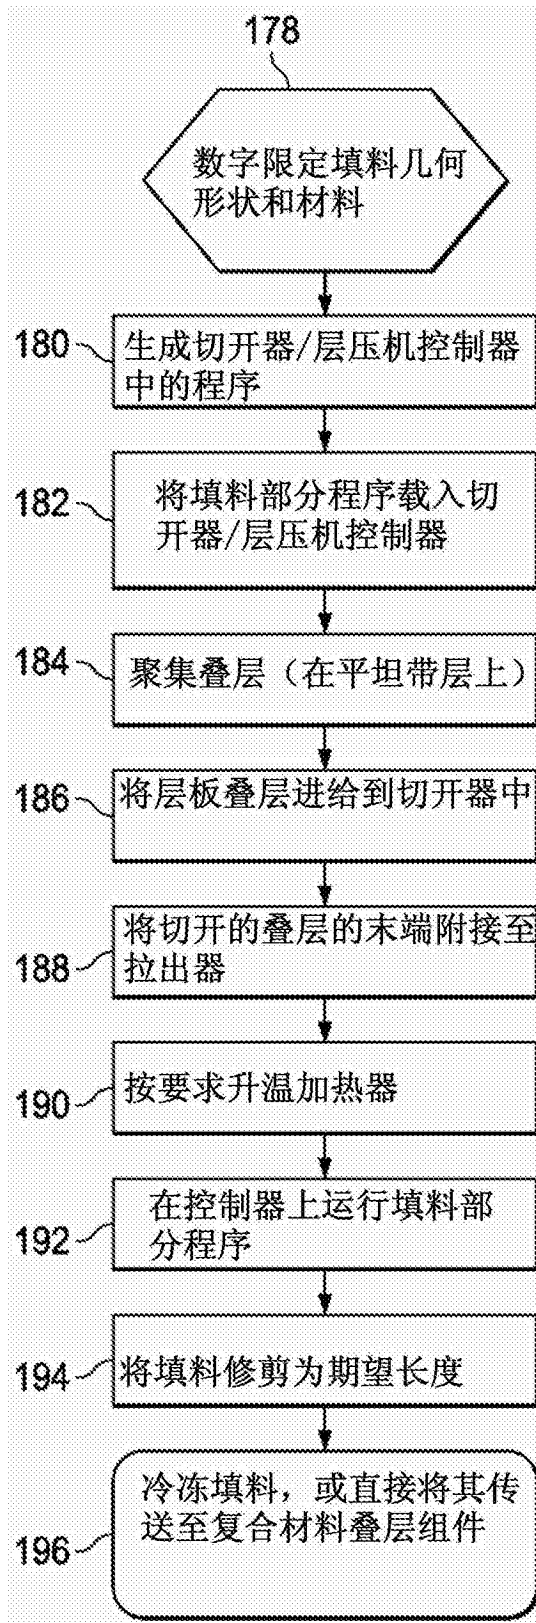 178
数字限定填料几何
形状和材料
180
生成切开器/层压机控制器
中的程序
182
将填料部分程序载入切
开器/层压机控制器
184
聚集叠层（在平坦带层上）
186
将层板叠层进给到切开器中
188
将切开的叠层的末端附接至
拉出器
190
按要求升温加热器
192
在控制器上运行填料部
分程序
194
将填料修剪为期望长度
196
冷冻填料，或直接将其传
送至复合材料叠层组件